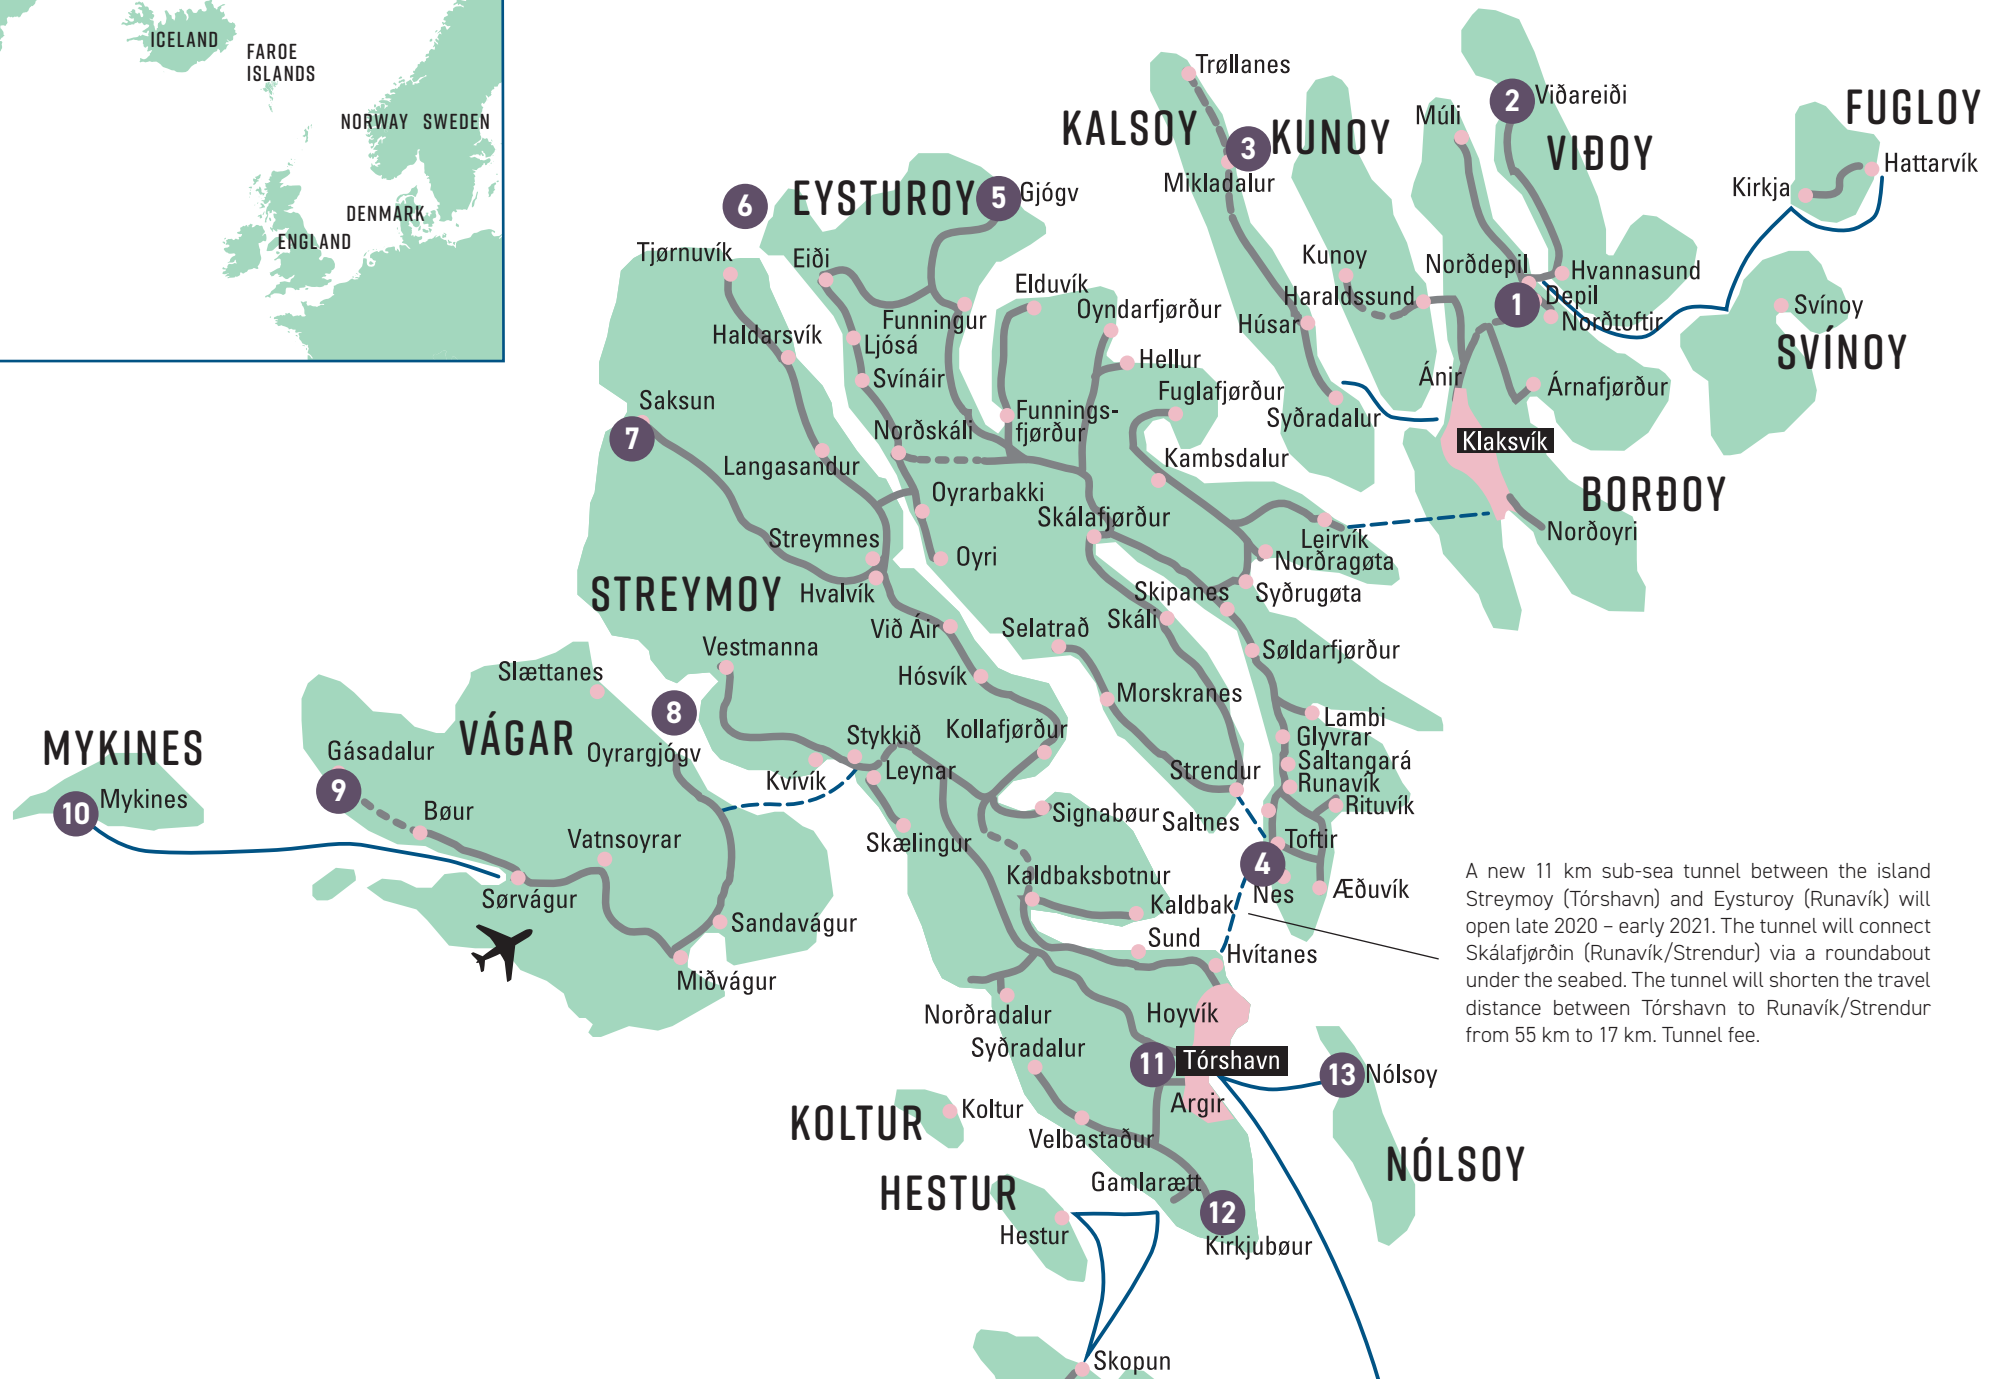 ICELAND
FAROE
ISLANDS
NORWAY
SWEDEN
DENMARK
ENGLAND
Trøllanes
KALSOY
3
KUNOY
Mikladalur
2
Viðareiði
Múli
VIÐOY
FUGLOY
Hattarvík
Kirkja
6
EYSTUROY
5
Gjógv
Tjørnuvík
Eiði
Elduvík
Kunoy
Haraldssund
Norðdepil
Hvannasund
Depil
1
Norðtoftir
Svínoy
SVÍNOY
Funningur
Oyndarfjørður
Húsar
Haldarsvík
Ljósá
Hellur
Svínáir
Fuglafjørður
Ánir
Árnafjørður
Saksun
7
Norðskáli
Funnings-
fjørður
Syðradalur
Klaksvík
Langasandur
Kambsdalur
Oyrarbakki
BORÐOY
Skálafjørður
Leirvík
Norðoyri
Streymnes
Oyri
Norðragøta
STREYMOY
Hvalvík
Skipanes
Syðrugøta
Við Áir
Selatrað
Skáli
Vestmanna
Søldarfjørður
Slættanes
Hósvík
Morskranes
8
Lambi
MYKINES
VÁGAR
Gásadalur
Oyrargjógv
Stykkið
Kollafjørður
Glyvrar
Saltangará
9
Kvívík
Leynar
Strendur
Runavík
10
Mykines
Bøur
Signabøur
Saltnes
Rituvík
Vatnsoyrar
Skælingur
Toftir
4
Kaldbaksbotnur
Nes
Æðuvík
Sørvágur
Sandavágur
Kaldbak
Sund
Hvítanes
Miðvágur
A new 11 km sub-sea tunnel between the island
Streymoy (Tórshavn) and Eysturoy (Runavík) will
open late 2020 – early 2021. The tunnel will connect
Skálafjørðin (Runavík/Strendur) via a roundabout
under the seabed. The tunnel will shorten the travel
distance between Tórshavn to Runavík/Strendur
from 55 km to 17 km. Tunnel fee.
Norðradalur
Hoyvík
Syðradalur
11
Tórshavn
13
Nólsoy
KOLTUR
Koltur
Argir
Velbastaður
NÓLSOY
HESTUR
Gamlarætt
12
Hestur
Kirkjubøur
Skopun